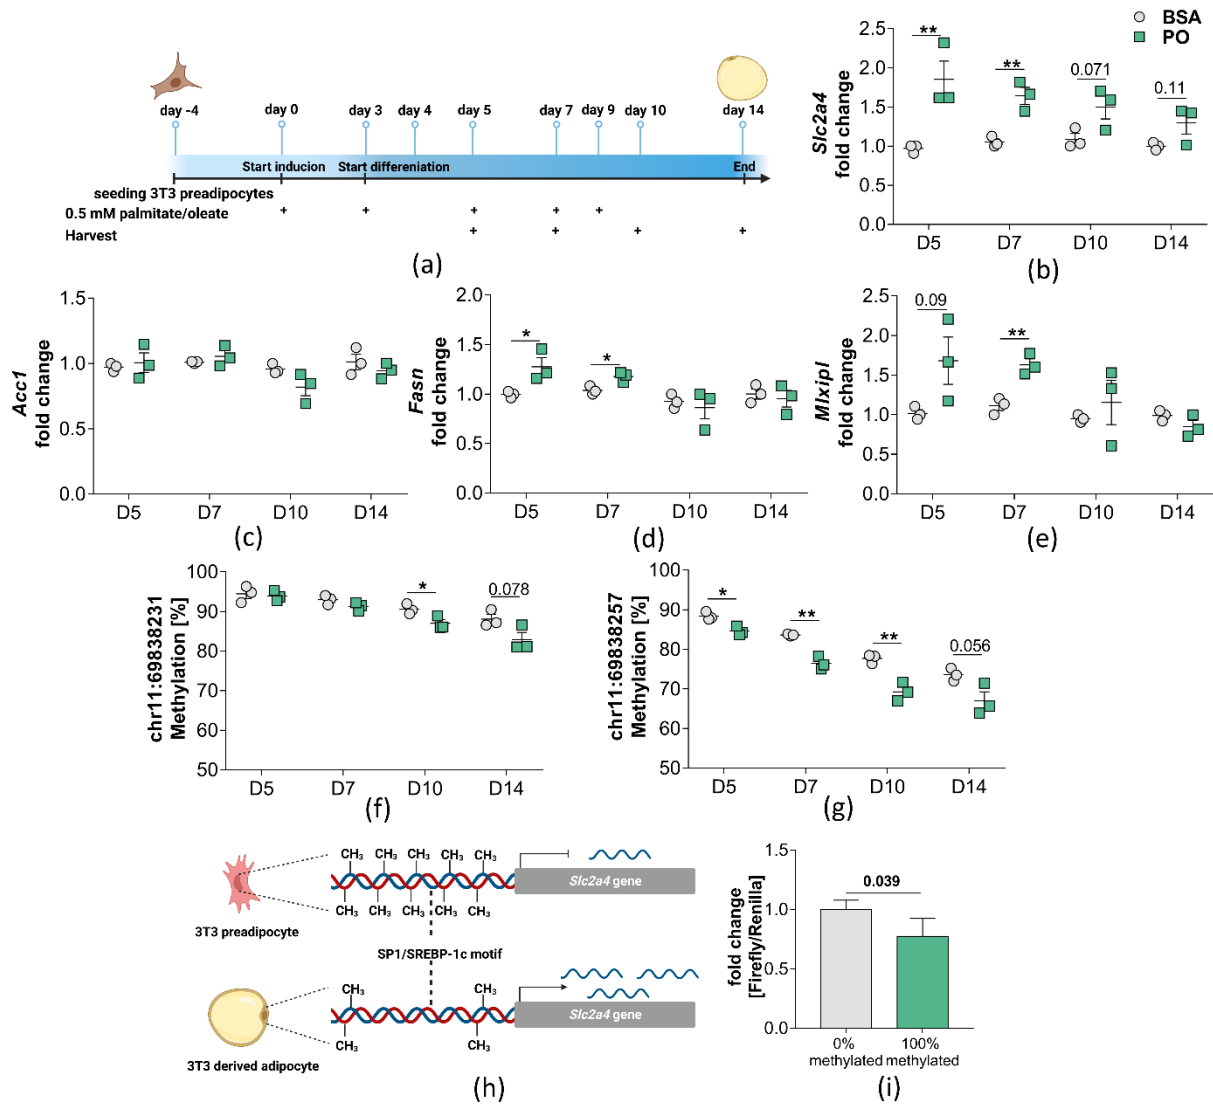 day -4
day 0
day 3
day 4
day 5
day 7
day 9
day 10
day 14
Start inducion
Start differeniation
End
seeding 3T3 preadipocytes
0.5 mM palmitate/oleate
+ + + + +
Harvest
+ + + +
(a)
BSA
PO
Slc2a4
fold change
2.5
2.0
1.5
1.0
0.5
0.0
**
**
0.071
0.11
D5 D7 D10 D14
(b)
Acc1
fold change
1.5
1.0
0.5
0.0
D5 D7 D10 D14
(c)
Fasn
fold change
2.0
1.5
1.0
0.5
0.0
*
*
D5 D7 D10 D14
(d)
Mlxipl
fold change
2.5
2.0
1.5
1.0
0.5
0.0
0.09
**
D5 D7 D10 D14
(e)
chr11:69838231
Methylation [%]
100
90
80
70
60
50
*
0.078
D5 D7 D10 D14
(f)
chr11:69838257
Methylation [%]
100
90
80
70
60
50
*
**
**
0.056
D5 D7 D10 D14
(g)
CH3 CH3 CH3 CH3 CH3
Slc2a4 gene
CH3 CH3 CH3 CH3 CH3
3T3 preadipocyte
SP1/SREBP-1c motif
CH3 CH3
Slc2a4 gene
CH3 CH3
3T3 derived adipocyte
(h)
fold change
[Firefly/Renilla]
1.5
1.0
0.5
0.0
0.039
0% 100%
methylated methylated
(i)